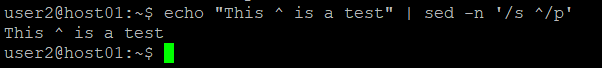 user2@host01:~$ echo "This ^ is a test" | sed -n '/s ^/p'
This ^ is a test
user2@host01:~$